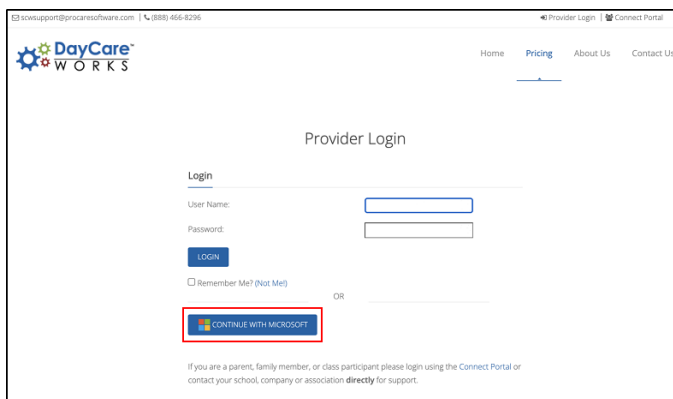 scwsupport@procaresoftware.com | (888) 466-8296
Provider Login | Connect Portal
DayCare™
WORKS
Home Pricing About Us Contact Us
Provider Login
Login
User Name:
Password:
LOGIN
Remember Me? (Not Me!)
OR
CONTINUE WITH MICROSOFT
If you are a parent, family member, or class participant please login using the Connect Portal or
contact your school, company or association directly for support.